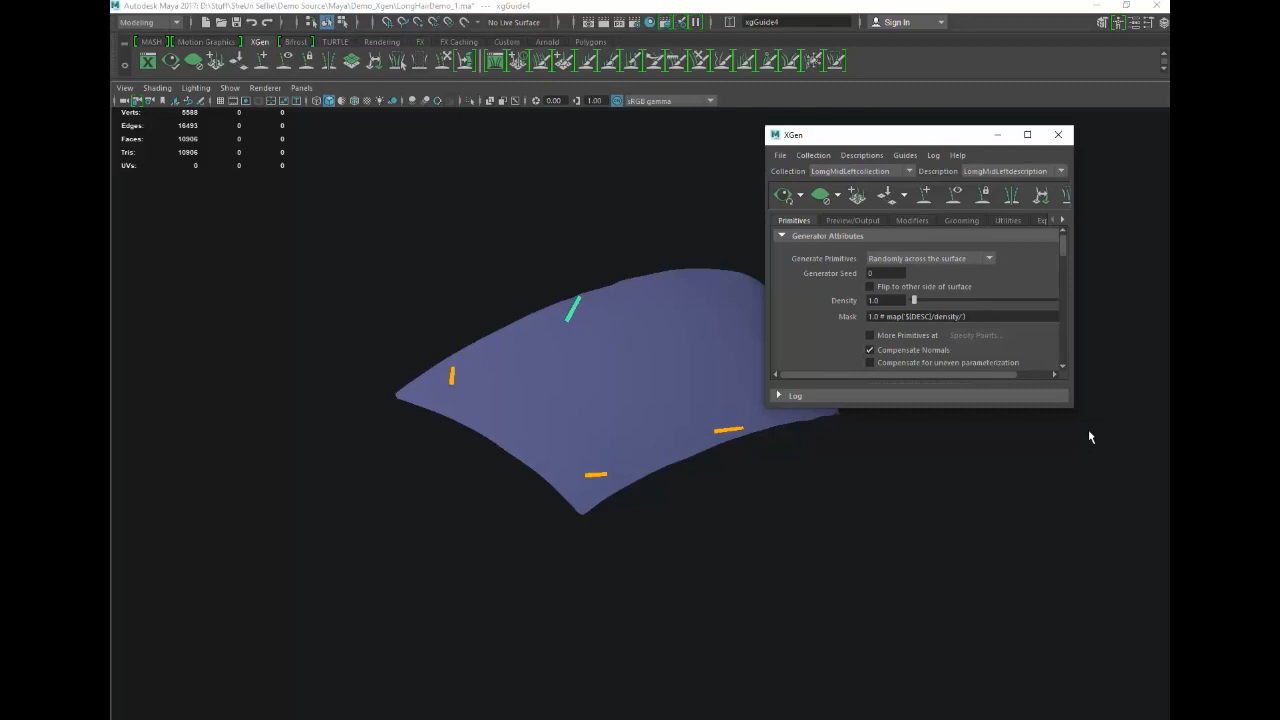 Autodesk Maya 2017: D:\Stuff\SheUn Selfie\Demo Source\Maya\Demo_Xgen\LongHairDemo_1.ma* --- xgGuide4
Modeling No Live Surface xgGuide4 Sign In
MASH Motion Graphics XGen Bifrost TURTLE Rendering FX FX Caching Custom Arnold Polygons
View Shading Lighting Show Renderer Panels
0.00 1.00 sRGB gamma
Verts: 5588 0 0
Edges: 16493 0 0
Faces: 10906 0 0
Tris: 10906 0 0
UVs: 0 0 0
XGen
File Collection Descriptions Guides Log Help
Collection LomgMidLeftcollection Description LomgMidLeftdescription
Primitives Preview/Output Modifiers Grooming Utilities Exp
Generator Attributes
Generate Primitives Randomly across the surface
Generator Seed 0
Flip to other side of surface
Density 1.0
Mask 1.0 # map('${DESC}/density/')
More Primitives at Specify Points...
Compensate Normals
Compensate for uneven parameterization
Log